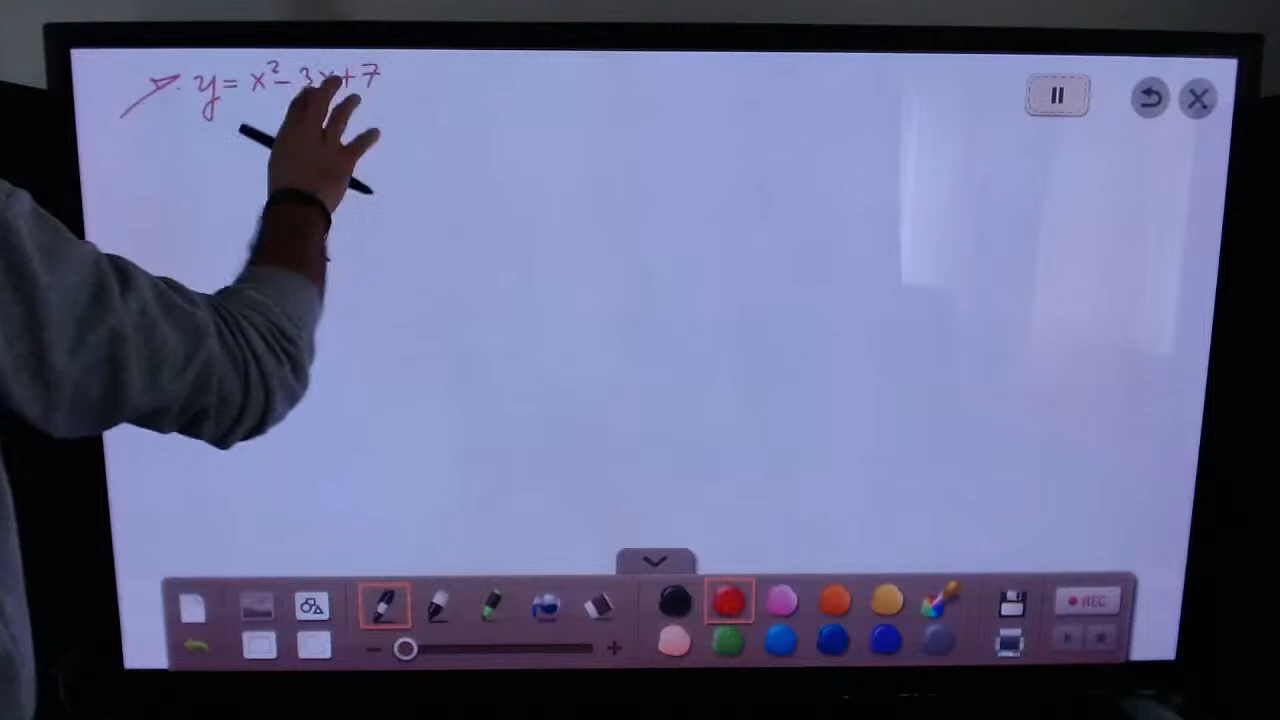 y = x² - 3x + 7
REC